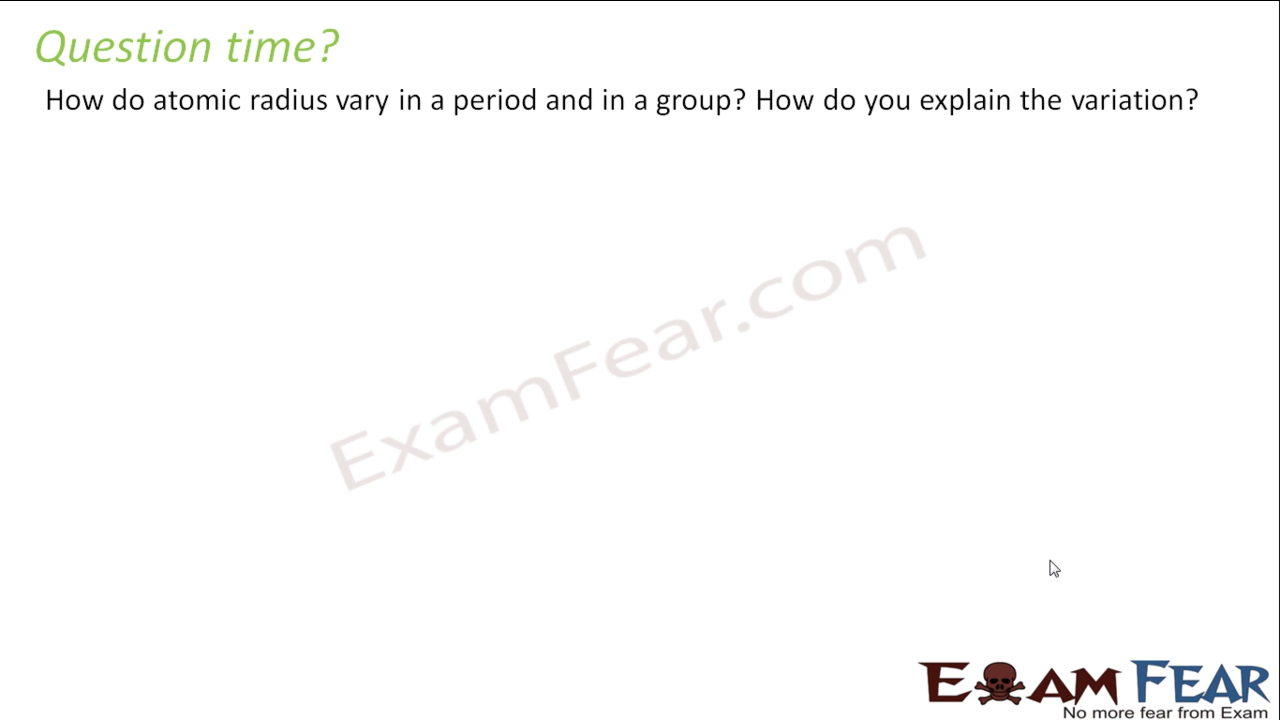 Question time?
How do atomic radius vary in a period and in a group? How do you explain the variation?
ExamFear.com
EXAM FEAR
No more fear from Exam